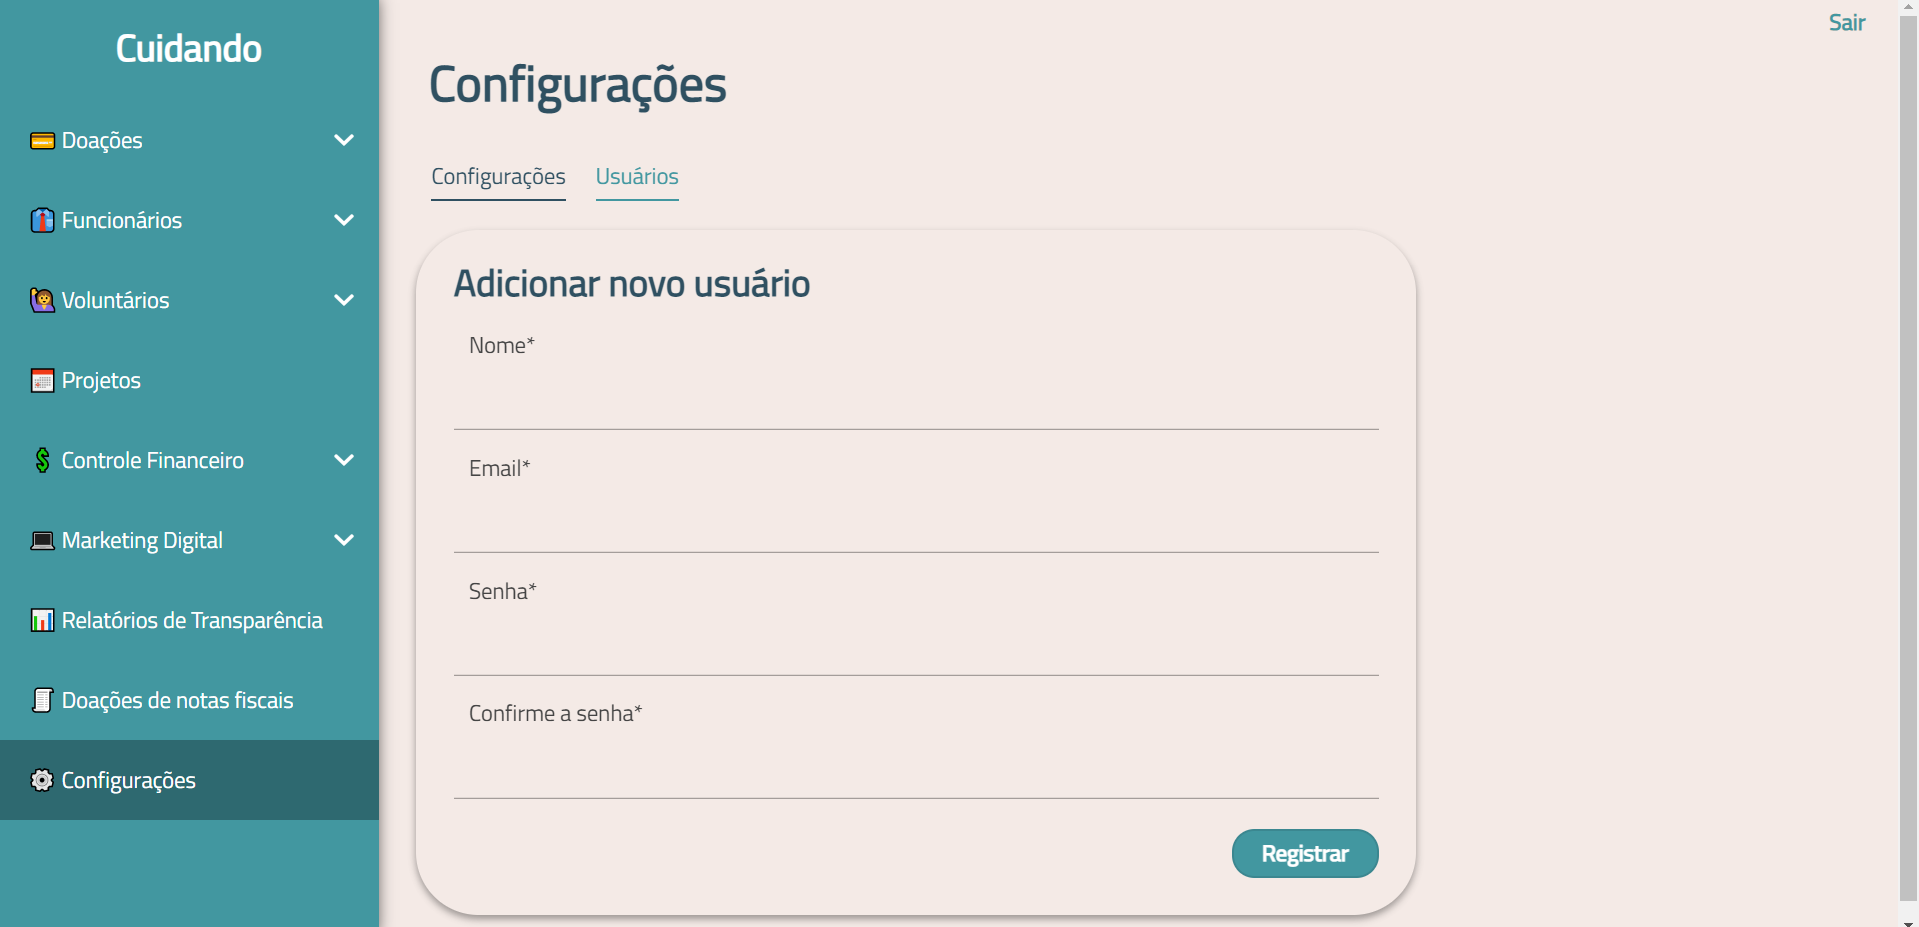 Cuidando
Doações
Funcionários
Voluntários
Projetos
Controle Financeiro
Marketing Digital
Relatórios de Transparência
Doações de notas fiscais
Configurações
Sair
Configurações
Configurações
Usuários
Adicionar novo usuário
Nome*
Email*
Senha*
Confirme a senha*
Registrar